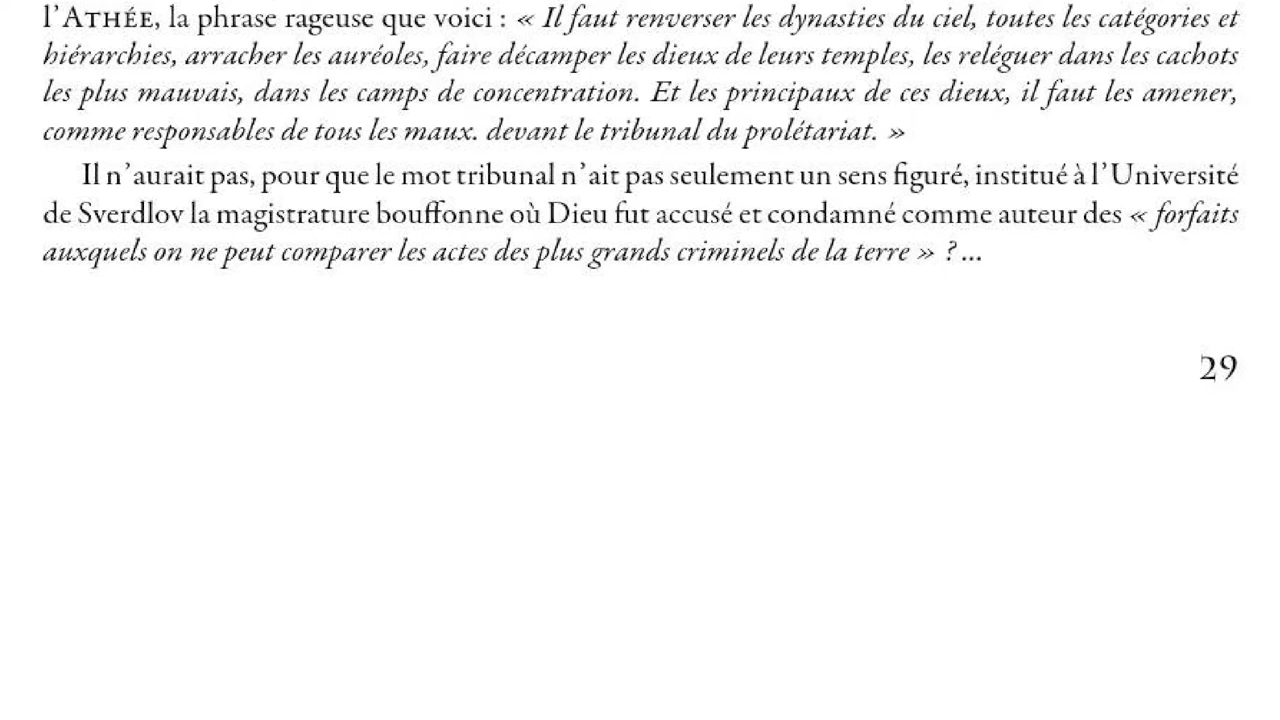 l’ATHÉE, la phrase rageuse que voici : « Il faut renverser les dynasties du ciel, toutes les catégories et
hiérarchies, arracher les auréoles, faire décamper les dieux de leurs temples, les reléguer dans les cachots
les plus mauvais, dans les camps de concentration. Et les principaux de ces dieux, il faut les amener,
comme responsables de tous les maux. devant le tribunal du prolétariat. »
Il n’aurait pas, pour que le mot tribunal n’ait pas seulement un sens figuré, institué à l’Université
de Sverdlov la magistrature bouffonne où Dieu fut accusé et condamné comme auteur des « forfaits
auxquels on ne peut comparer les actes des plus grands criminels de la terre » ? ...
29